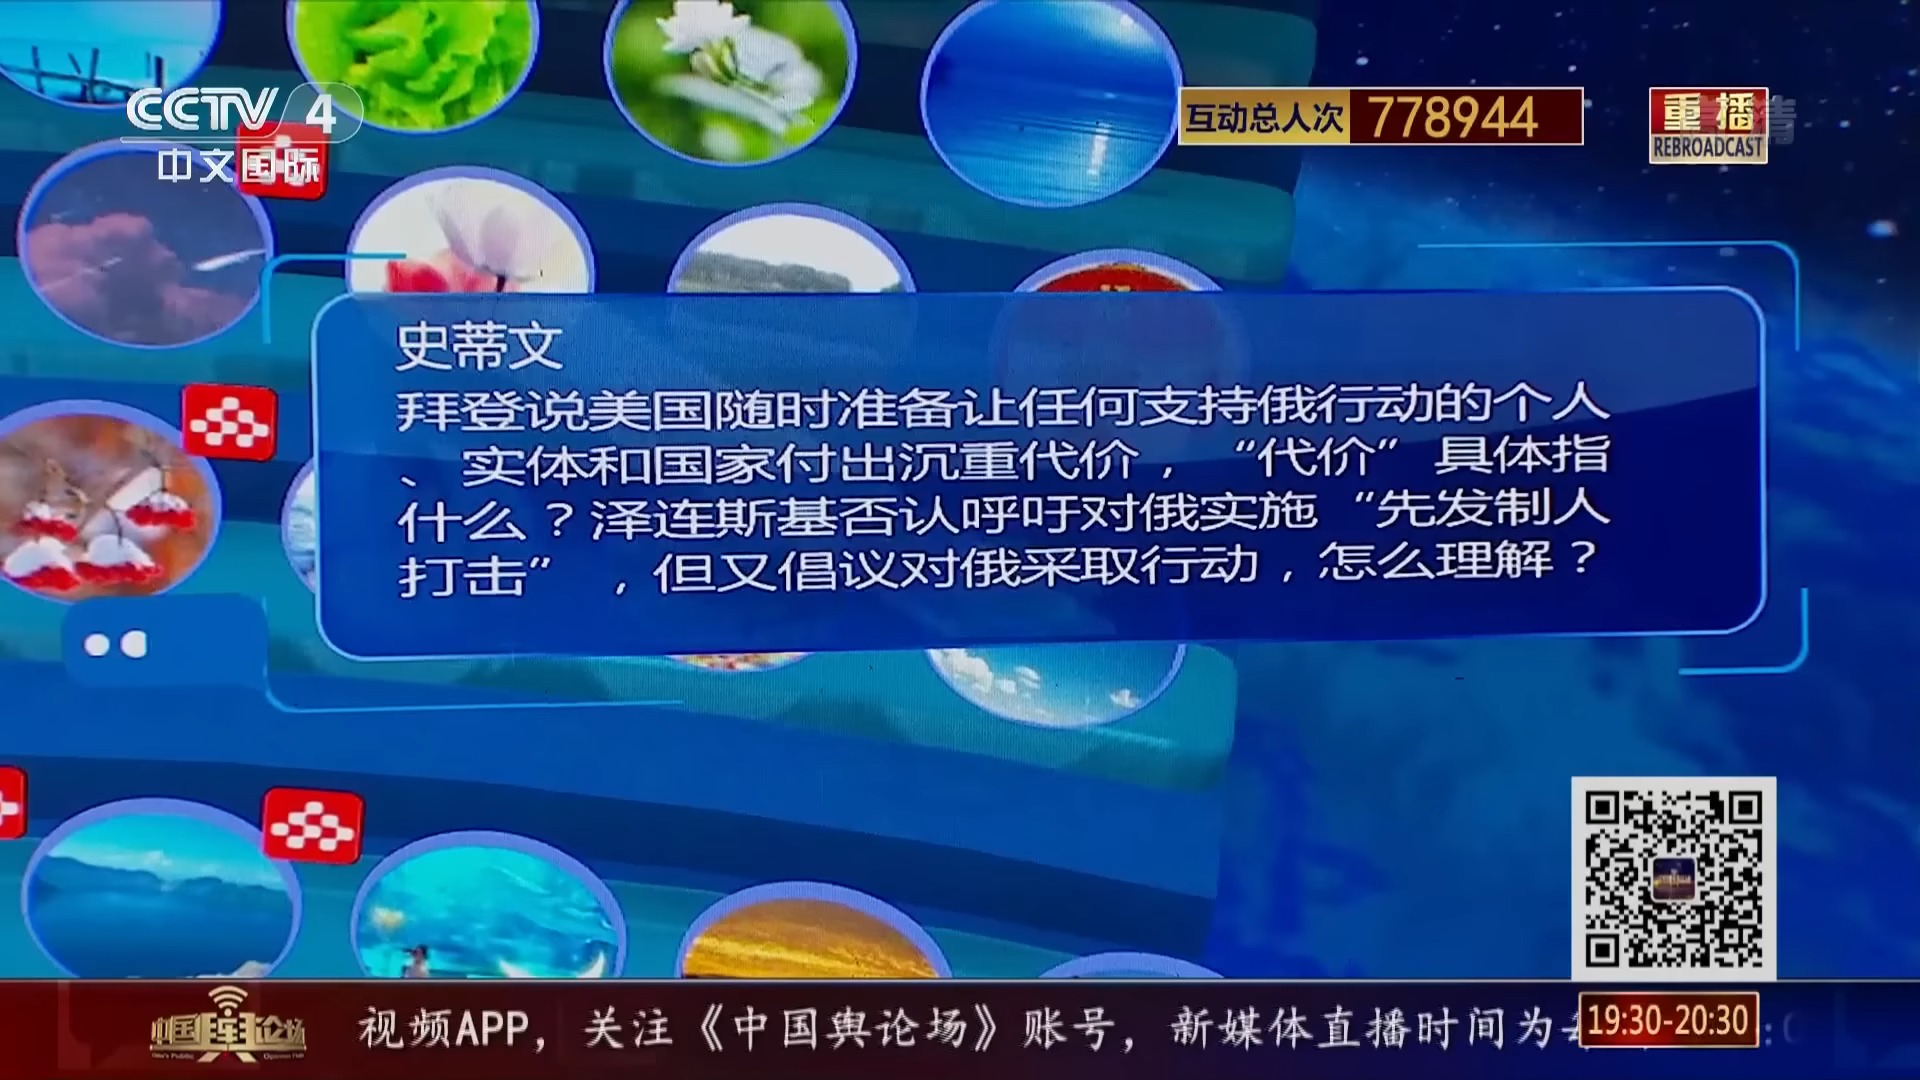 CCTV 4
中文国际
互动总人次 778944
重播
REBROADCAST
史蒂文
拜登说美国随时准备让任何支持俄行动的个人
、实体和国家付出沉重代价，“代价”具体指
什么？泽连斯基否认呼吁对俄实施“先发制人
打击”，但又倡议对俄采取行动，怎么理解？
中国舆论场
视频APP，关注《中国舆论场》账号，新媒体直播时间为
19:30-20:30